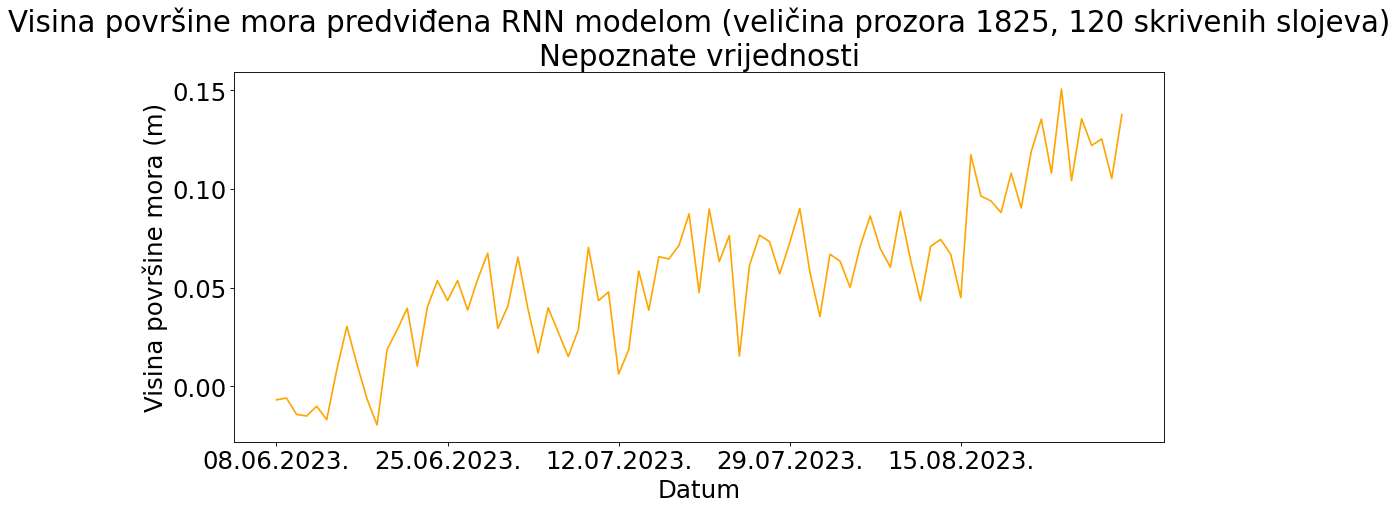 Visina površine mora predviđena RNN modelom (veličina prozora 1825, 120 skrivenih slojeva)
Nepoznate vrijednosti
Visina površine mora (m)
0.15
0.10
0.05
0.00
08.06.2023. 25.06.2023. 12.07.2023. 29.07.2023. 15.08.2023.
Datum